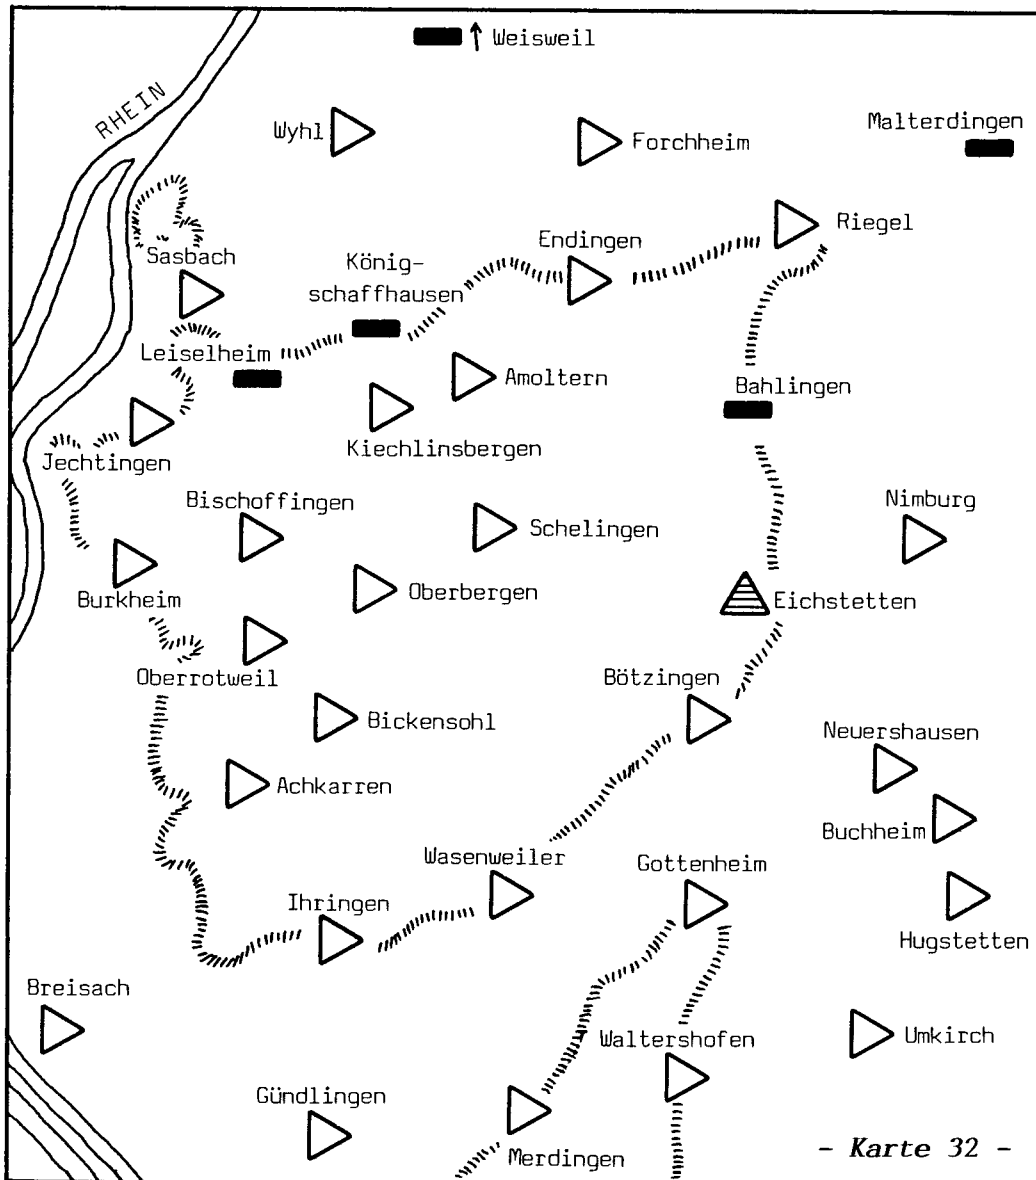 Weisweil
RHEIN
Wyhl
Forchheim
Malterdingen
Riegel
Endingen
Sasbach
König-
schaffhausen
Leiselheim
Amoltern
Bahlingen
Kiechlinsbergen
Jechtingen
Bischoffingen
Schelingen
Nimburg
Oberbergen
Burkheim
Eichstetten
Oberrotweil
Bötzingen
Bickensohl
Neuershausen
Achkarren
Buchheim
Wasenweiler
Gottenheim
Ihringen
Hugstetten
Breisach
Waltershofen
Umkirch
Gündlingen
Merdingen
- Karte 32 -